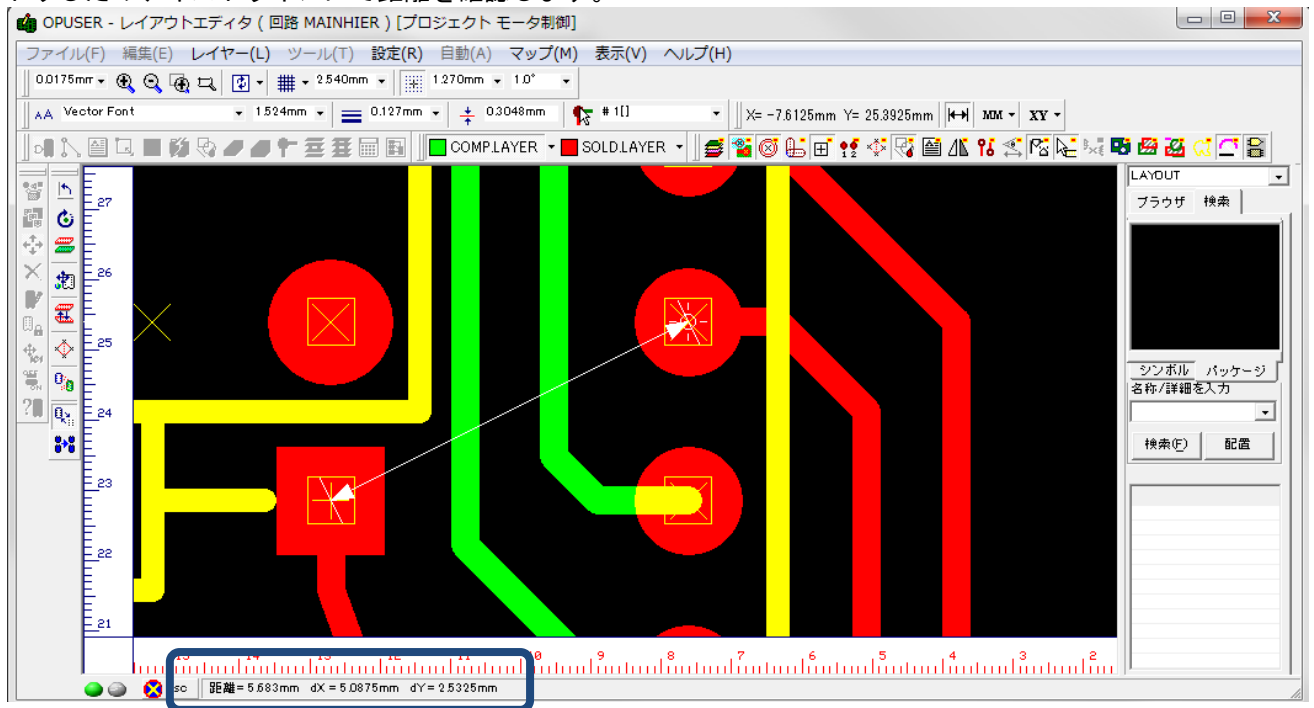 OPUSER - レイアウトエディタ ( 回路 MAINHIER ) [プロジェクト モータ制御]
ファイル(F) 編集(E) レイヤー(L) ツール(T) 設定(R) 自動(A) マップ(M) 表示(V) ヘルプ(H)
0.0175mm 2.540mm 1.270mm 1.0°
AA Vector Font 1.524mm 0.127mm 0.3048mm # 1[] X= -7.6125mm Y= 25.3925mm MM XY
COMP.LAYER SOLD.LAYER
LAYOUT
ブラウザ 検索
27
26
25
24
23
22
21
シンボル パッケージ
名称/詳細を入力
検索(F) 配置
9 8 7 6 5 4 3 2
距離= 5.683mm dX = 5.0875mm dY= 2.5325mm